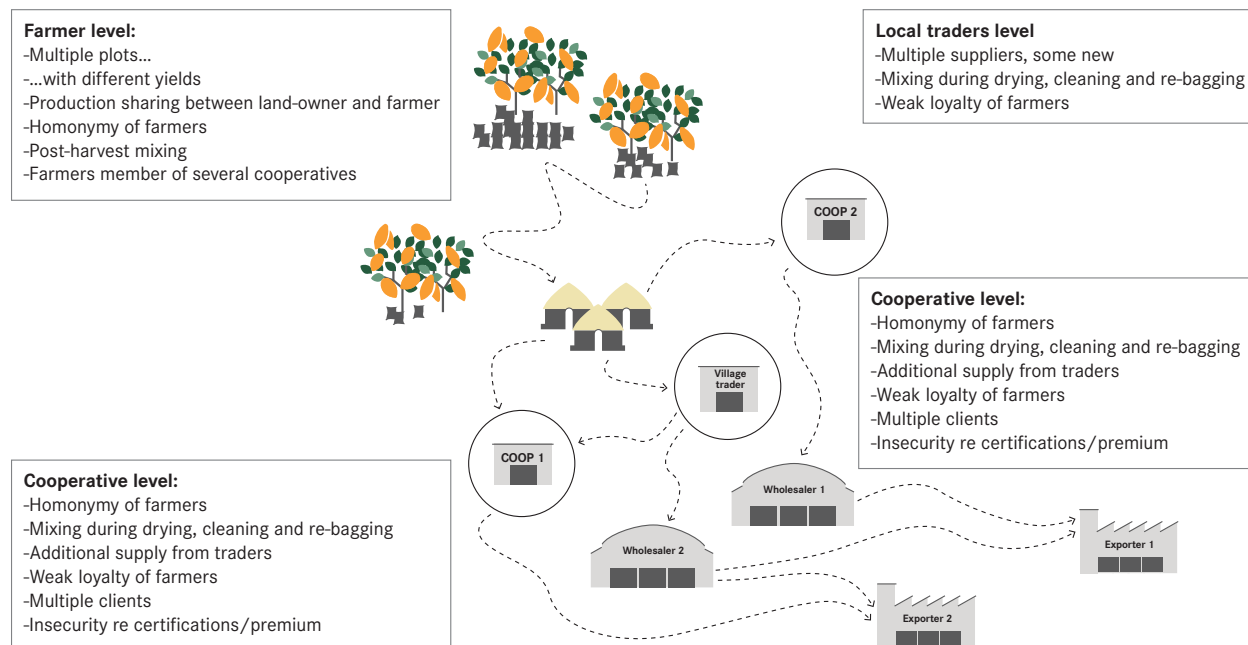 Farmer level:
-Multiple plots...
-...with different yields
-Production sharing between land-owner and farmer
-Homonymy of farmers
-Post-harvest mixing
-Farmers member of several cooperatives
Local traders level
-Multiple suppliers, some new
-Mixing during drying, cleaning and re-bagging
-Weak loyalty of farmers
COOP 2
Cooperative level:
-Homonymy of farmers
-Mixing during drying, cleaning and re-bagging
-Additional supply from traders
-Weak loyalty of farmers
-Multiple clients
-Insecurity re certifications/premium
Village
trader
COOP 1
Cooperative level:
-Homonymy of farmers
-Mixing during drying, cleaning and re-bagging
-Additional supply from traders
-Weak loyalty of farmers
-Multiple clients
-Insecurity re certifications/premium
Wholesaler 1
Wholesaler 2
Exporter 1
Exporter 2